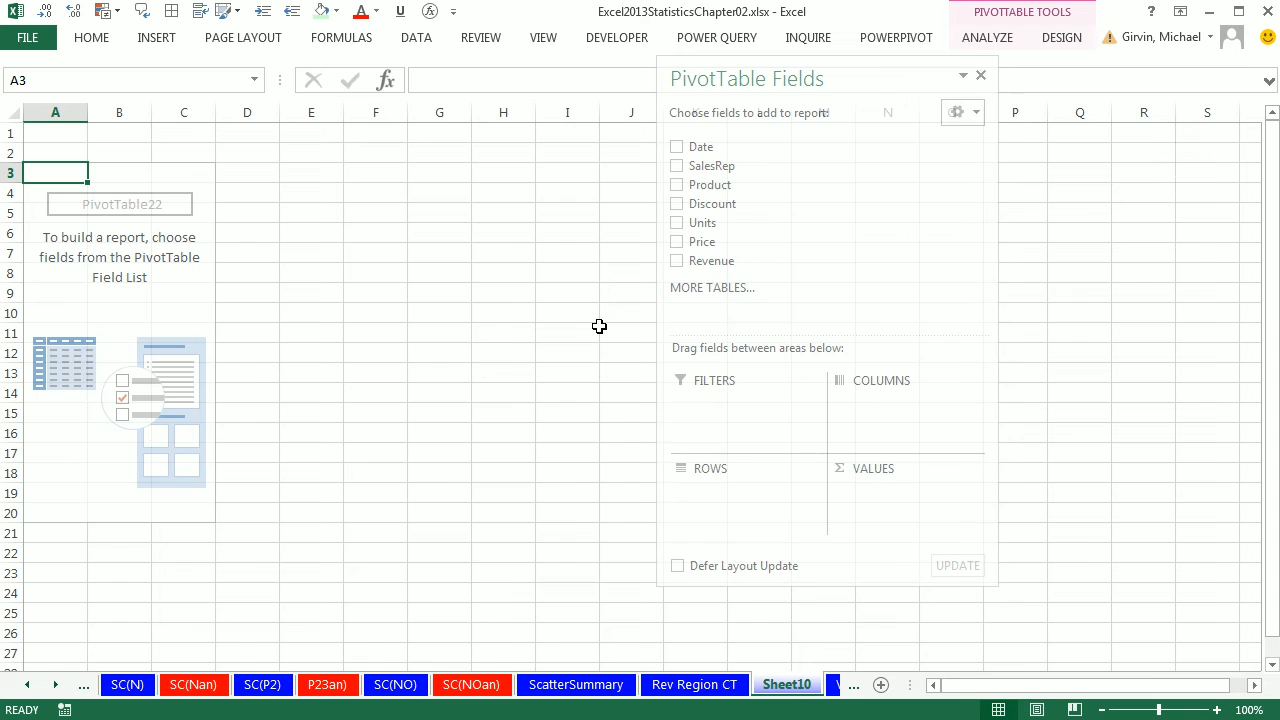 Excel2013StatisticsChapter02.xlsx - Excel
PIVOTTABLE TOOLS
FILE HOME INSERT PAGE LAYOUT FORMULAS DATA REVIEW VIEW DEVELOPER POWER QUERY INQUIRE POWERPIVOT ANALYZE DESIGN Girvin, Michael
A3
PivotTable Fields
Choose fields to add to report:
A B C D E F G H I J N P Q R S
1
2
3
4
5
6
7
8
9
10
11
12
13
14
15
16
17
18
19
20
21
22
23
24
25
26
27
PivotTable22
To build a report, choose
fields from the PivotTable
Field List
Date
SalesRep
Product
Discount
Units
Price
Revenue
MORE TABLES...
Drag fields between areas below:
FILTERS COLUMNS
ROWS VALUES
Defer Layout Update UPDATE
... SC(N) SC(Nan) SC(P2) P23an) SC(NO) SC(NOan) ScatterSummary Rev Region CT Sheet10 ...
READY 100%